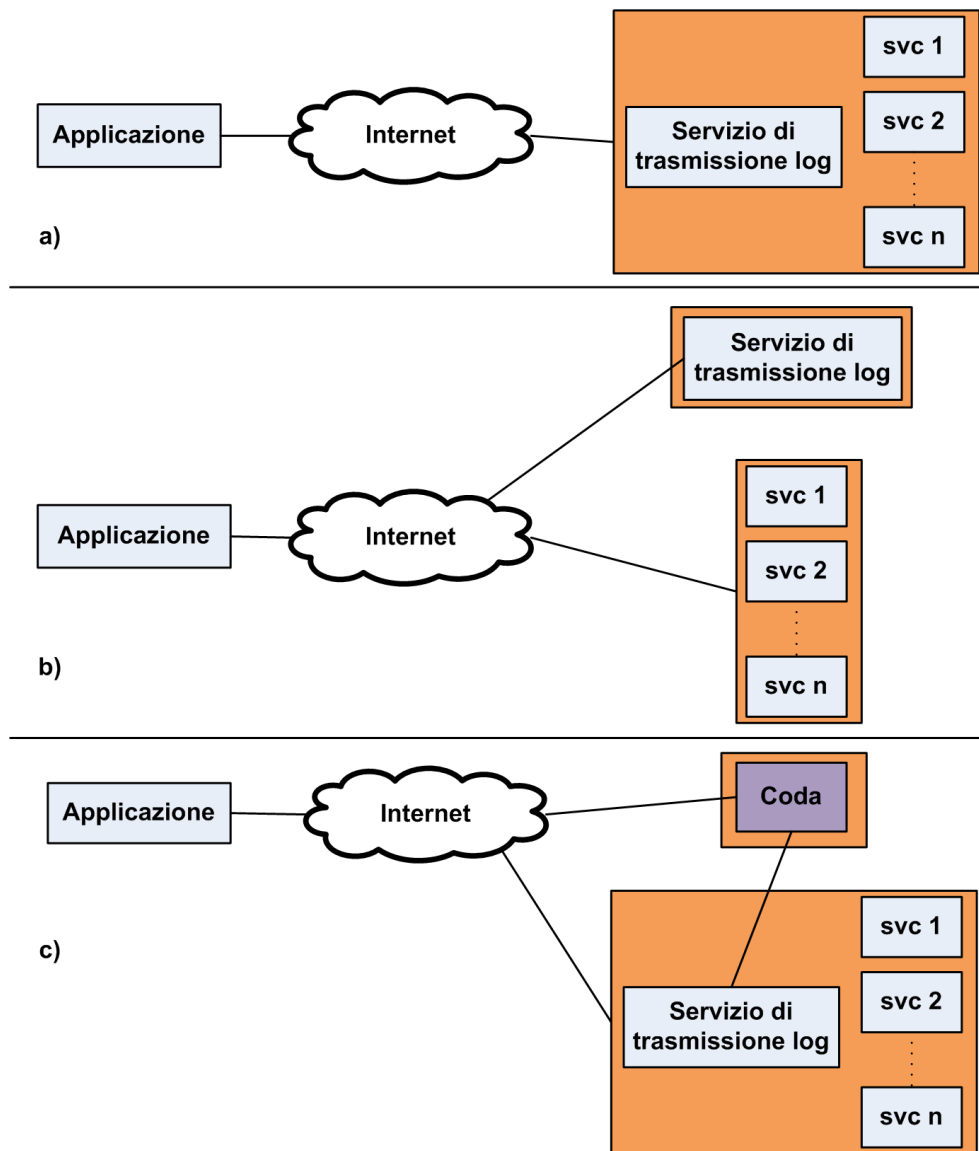 svc 1
Applicazione
Internet
Servizio di
trasmissione log
svc 2
svc n
a)
Servizio di
trasmissione log
svc 1
Applicazione
Internet
svc 2
b)
svc n
Applicazione
Internet
Coda
svc 1
c)
Servizio di
trasmissione log
svc 2
svc n